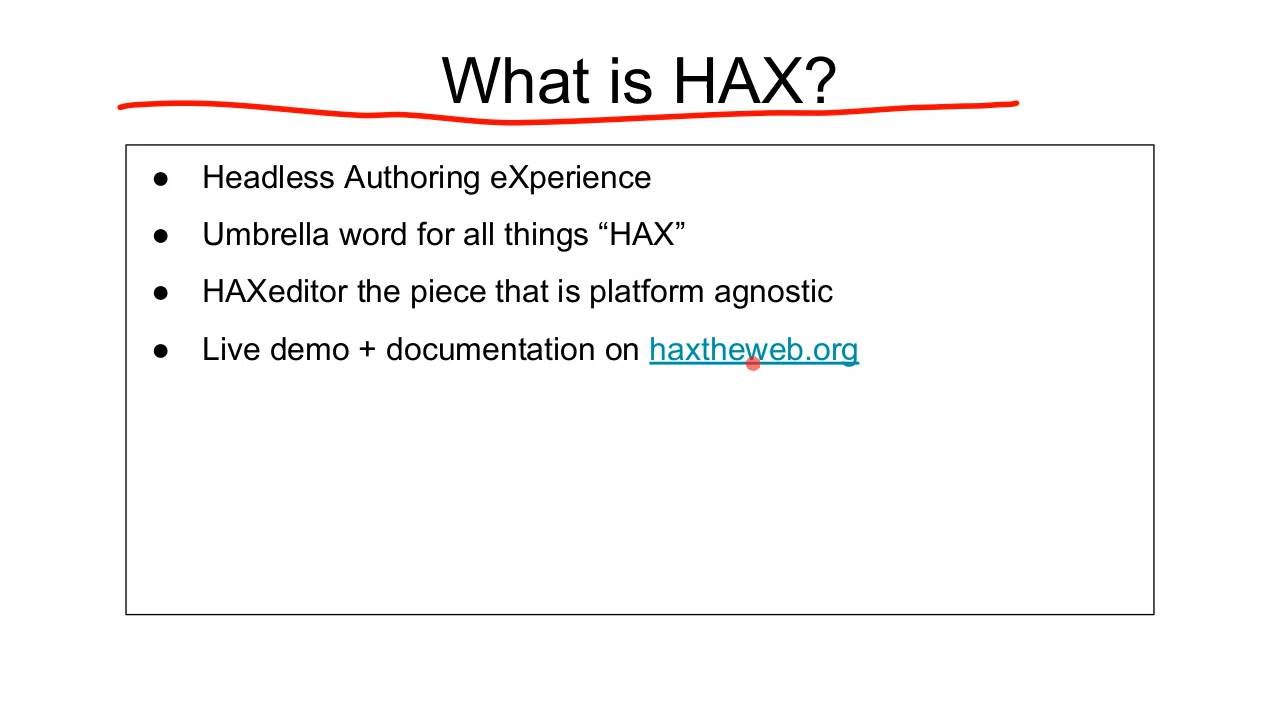 What is HAX?
● Headless Authoring eXperience
● Umbrella word for all things “HAX”
● HAXeditor the piece that is platform agnostic
● Live demo + documentation on haxtheweb.org